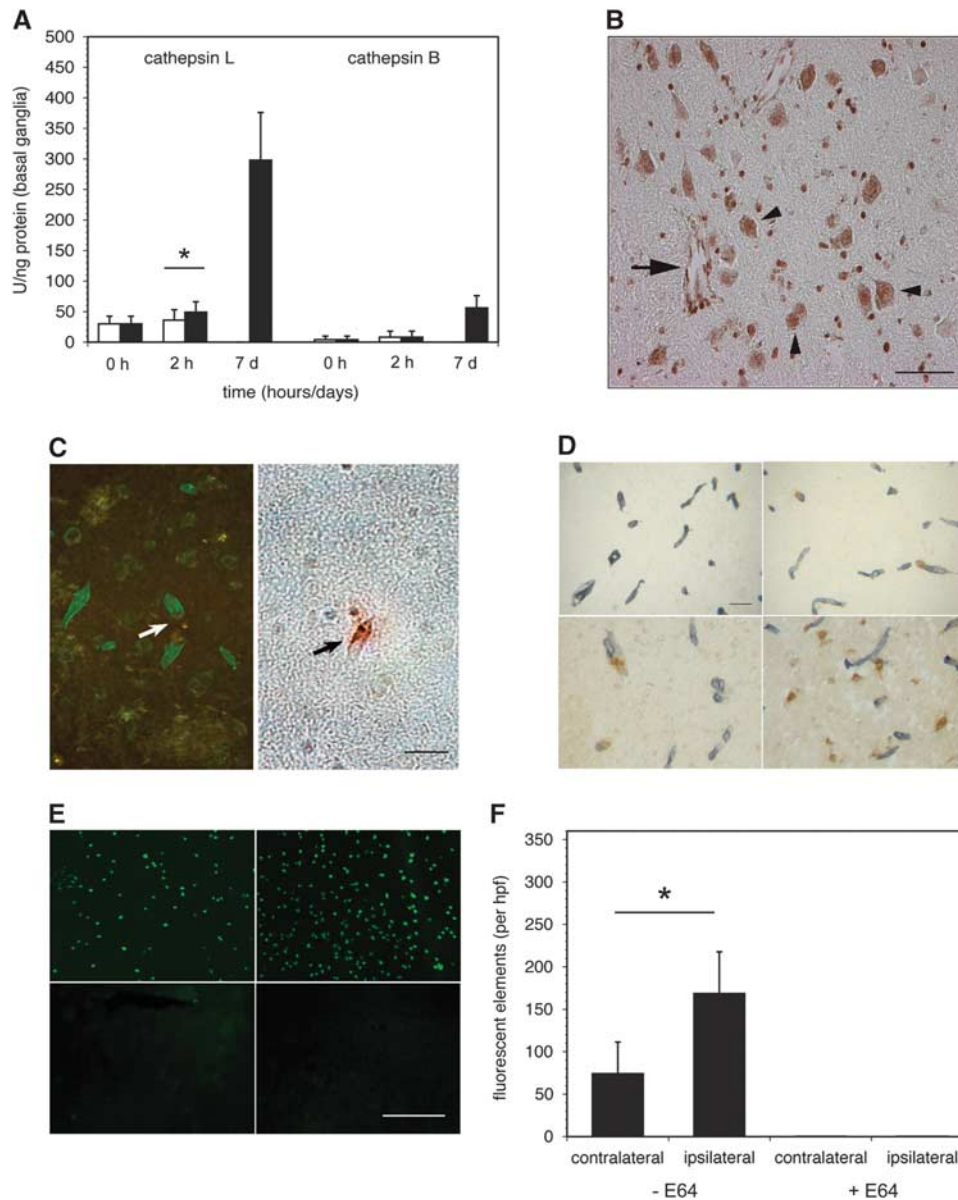 A
500
450
400
350
300
250
200
150
100
50
0
U/ng protein (basal ganglia)
cathepsin L
cathepsin B
*
0 h
2 h
7 d
0 h
2 h
7 d
time (hours/days)
B
C
D
E
F
350
300
250
200
150
100
50
0
fluorescent elements (per hpf)
*
contralateral ipsilateral contralateral ipsilateral
- E64 + E64